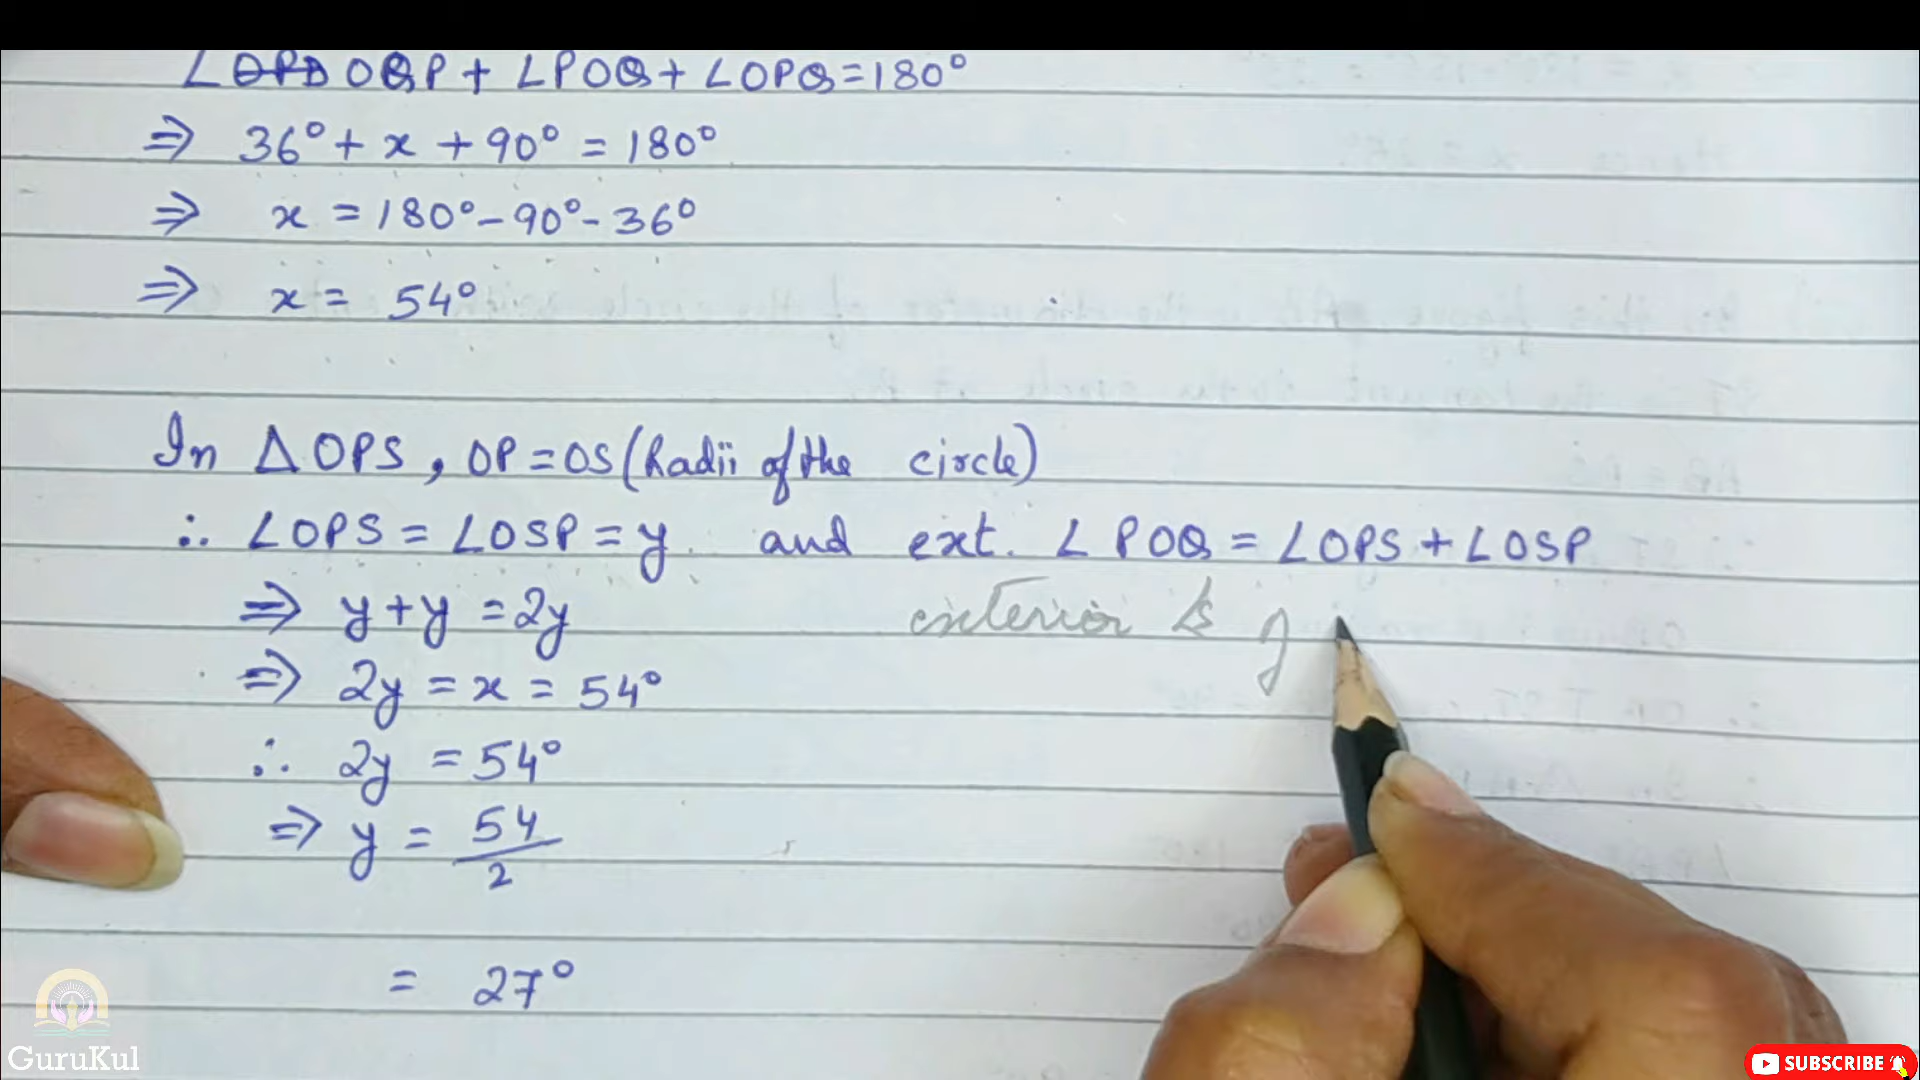 ∠OQP + ∠POQ + ∠OPQ = 180°
⇒ 36° + x + 90° = 180°
⇒ x = 180° - 90° - 36°
⇒ x = 54°
In △OPS, OP = OS (Radii of the circle)
∴ ∠OPS = ∠OSP = y and ext. ∠POQ = ∠OPS + ∠OSP
⇒ y + y = 2y exterior ∠s
⇒ 2y = x = 54°
∴ 2y = 54°
⇒ y = 54/2
= 27°
GuruKul
SUBSCRIBE